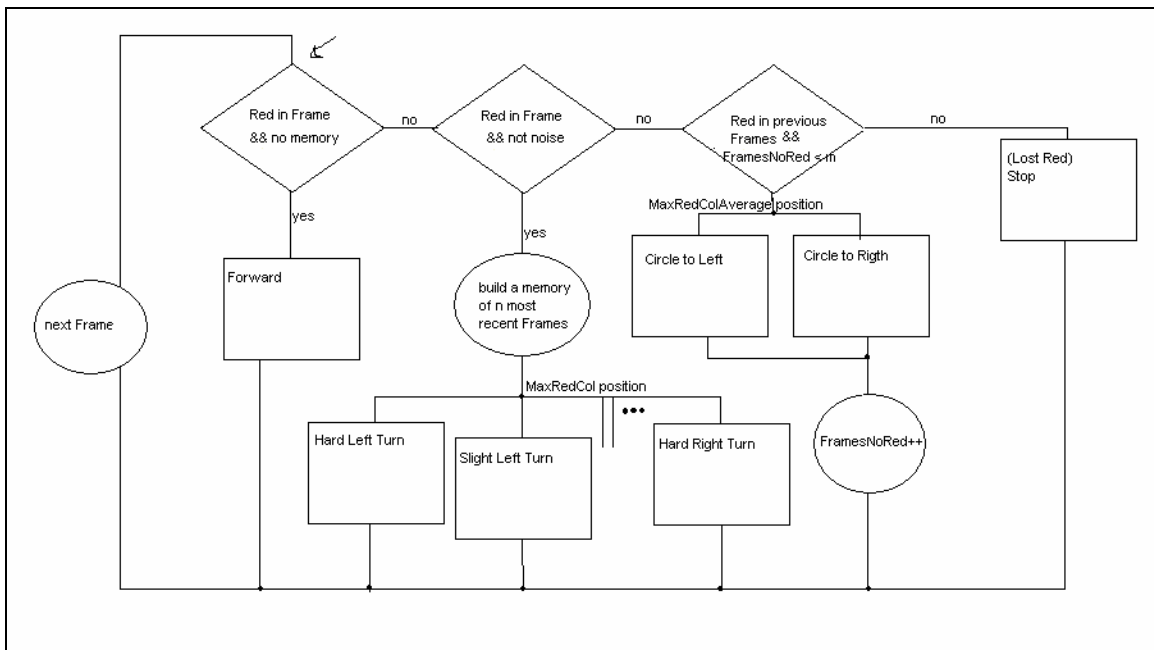 Red in Frame
&& no memory
no
Red in Frame
&& not noise
no
Red in previous
Frames &&
FramesNoRed < m
no
(Lost Red)
Stop
yes
yes
MaxRedColAverage position
Forward
build a memory
of n most
recent Frames
Circle to Left
Circle to Rigth
next Frame
MaxRedCol position
Hard Left Turn
Slight Left Turn
•••
Hard Right Turn
FramesNoRed++